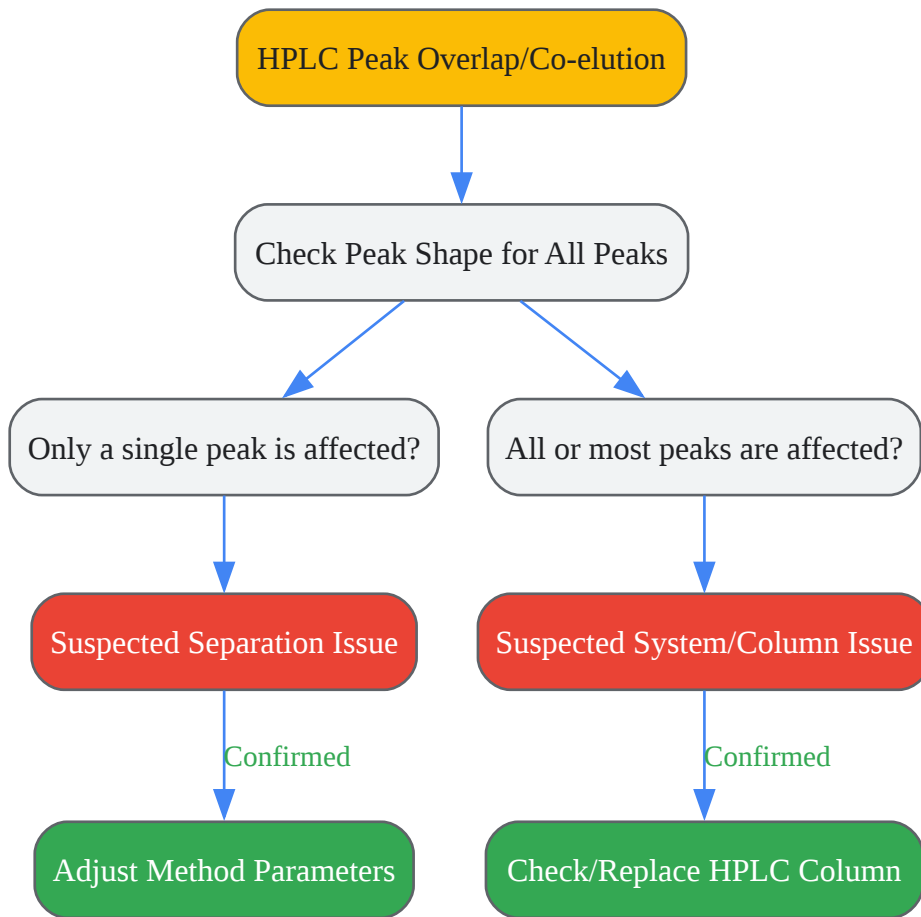 HPLC Peak Overlap/Co-elution
Check Peak Shape for All Peaks
Only a single peak is affected?
All or most peaks are affected?
Suspected Separation Issue
Suspected System/Column Issue
Confirmed
Confirmed
Adjust Method Parameters
Check/Replace HPLC Column